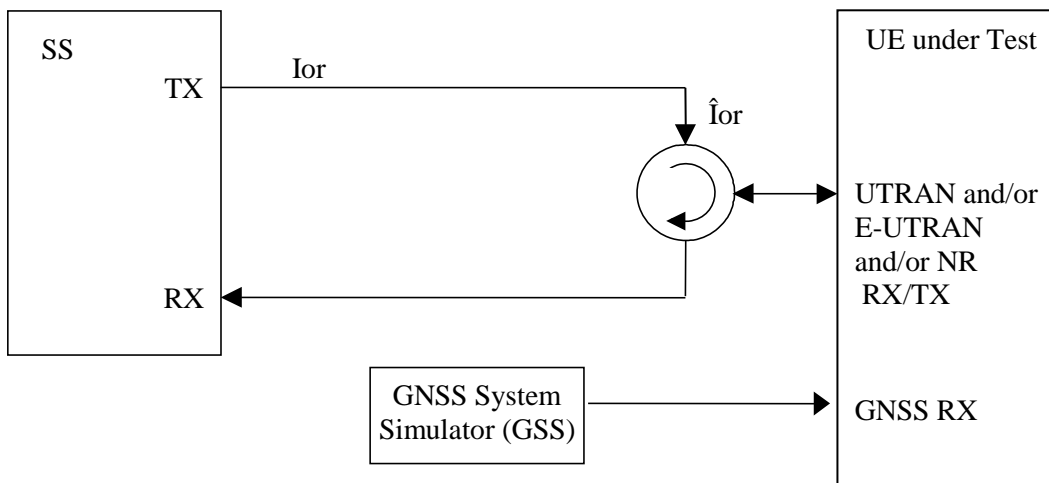 SS
TX
Ior
Îor
RX
UE under Test
UTRAN and/or
E-UTRAN
and/or NR
RX/TX
GNSS System
Simulator (GSS)
GNSS RX